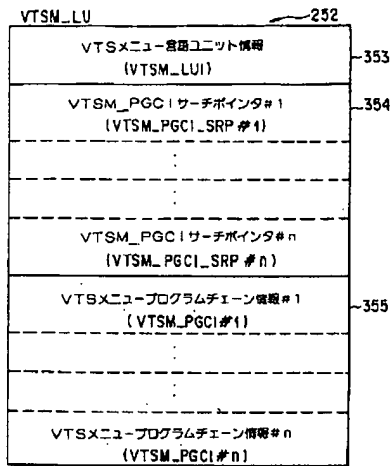 VTSM_LU
252
VTSメニュー言語ユニット情報
(VTSM_LUI)
353
VTSM_PGCIサーチポインタ#1
(VTSM_PGCI_SRP#1)
354
VTSM_PGCIサーチポインタ#n
(VTSM_PGCI_SRP#n)
VTSメニュープログラムチェーン情報#1
(VTSM_PGCI#1)
355
VTSメニュープログラムチェーン情報#n
(VTSM_PGCI#n)